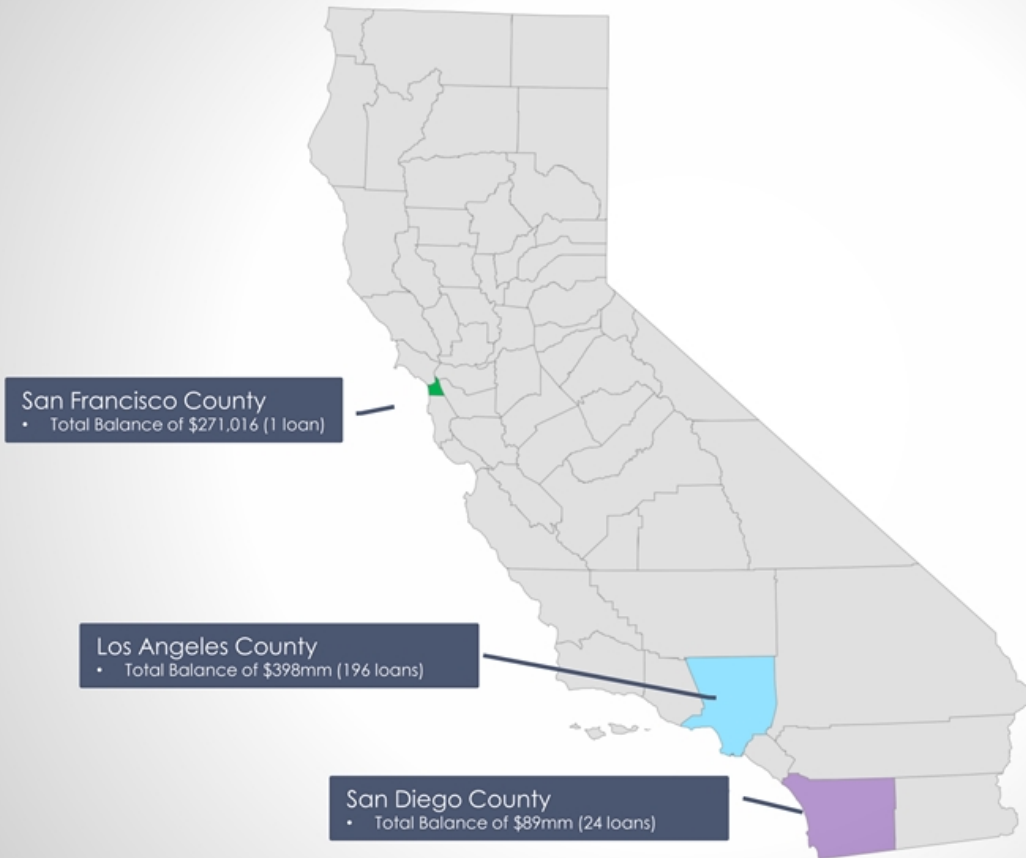 San Francisco County
• Total Balance of $271,016 (1 loan)
Los Angeles County
• Total Balance of $398mm (196 loans)
San Diego County
• Total Balance of $89mm (24 loans)